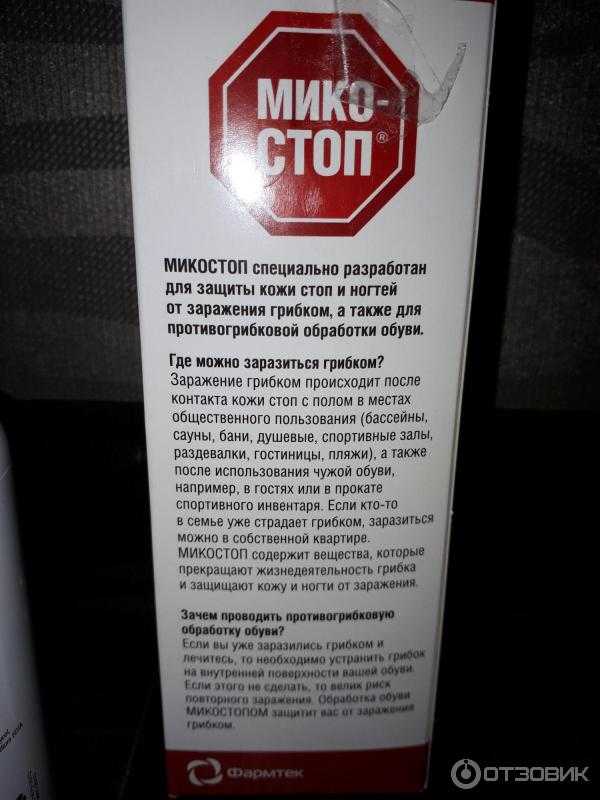 МИКО-
СТОП®
МИКОСТОП специально разработан
для защиты кожи стоп и ногтей
от заражения грибком, а также для
противогрибковой обработки обуви.
Где можно заразиться грибком?
Заражение грибком происходит после
контакта кожи стоп с полом в местах
общественного пользования (бассейны,
сауны, бани, душевые, спортивные залы,
раздевалки, гостиницы, пляжи), а также
после использования чужой обуви,
например, в гостях или в прокате
спортивного инвентаря. Если кто-то
в семье уже страдает грибком, заразиться
можно в собственной квартире.
МИКОСТОП содержит вещества, которые
прекращают жизнедеятельность грибка
и защищают кожу и ногти от заражения.
Зачем проводить противогрибковую
обработку обуви?
Если вы уже заразились грибком и
лечитесь, то необходимо устранить грибок
на внутренней поверхности вашей обуви.
Если этого не сделать, то велик риск
повторного заражения. Обработка обуви
МИКОСТОПОМ защитит вас от заражения
грибком.
Фармтек
ОТЗОВИК